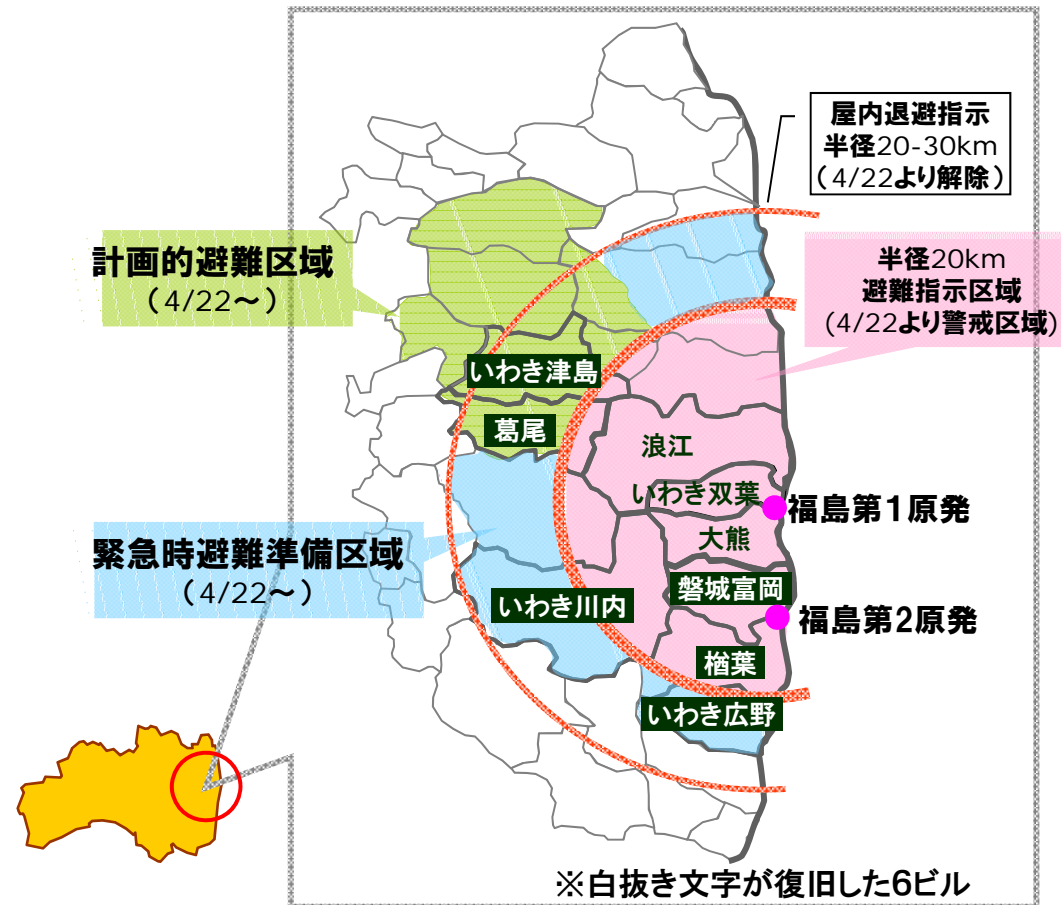 屋内退避指示
半径20-30km
(4/22より解除)
計画的避難区域
(4/22~)
半径20km
避難指示区域
(4/22より警戒区域)
いわき津島
葛尾
浪江
いわき双葉
福島第1原発
大熊
緊急時避難準備区域
(4/22~)
磐城富岡
いわき川内
福島第2原発
楢葉
いわき広野
※白抜き文字が復旧した6ビル